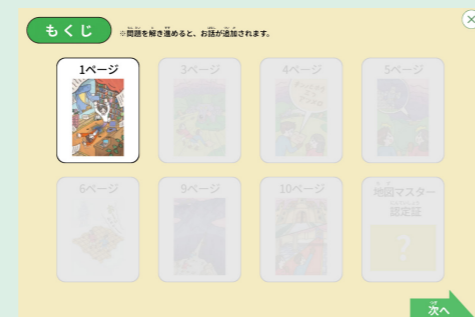 もくじ
※問題を解き進めると、お話が追加されます。
1ページ
3ページ
4ページ
5ページ
6ページ
9ページ
10ページ
地図マスター
認定証
?
次へ